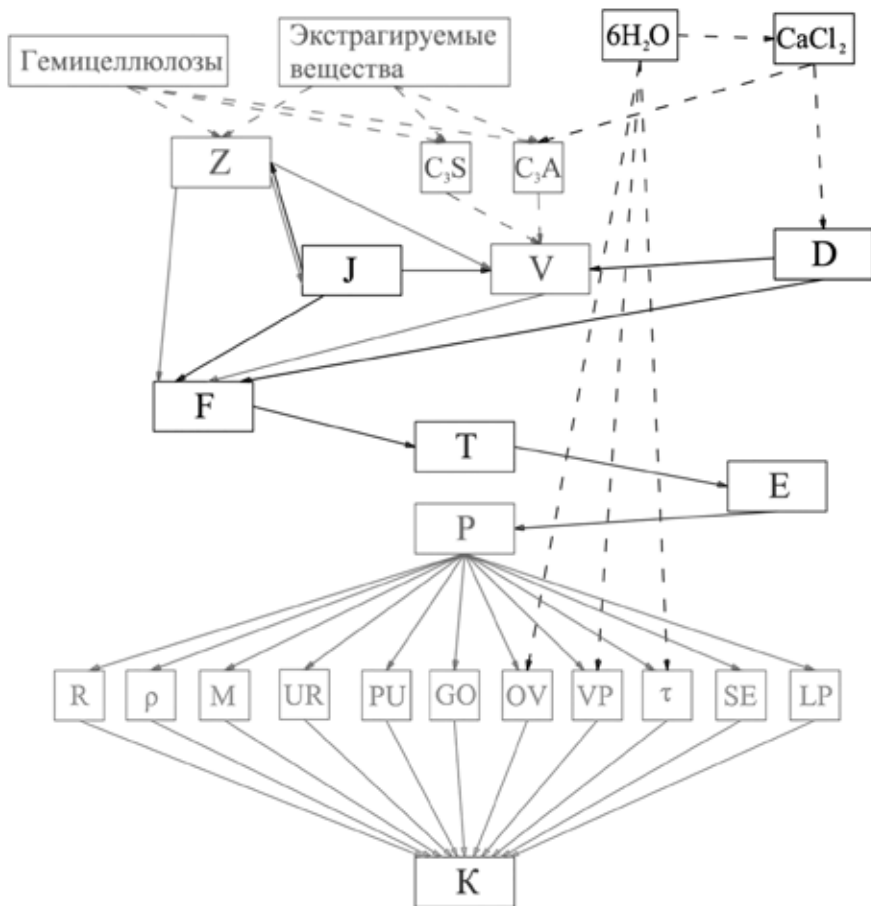 Гемицеллюлозы
Экстрагируемые
вещества
6H₂O
CaCl₂
Z
C₃S
C₃A
J
V
D
F
T
E
P
R
ρ
M
UR
PU
GO
OV
VP
τ
SE
LP
K